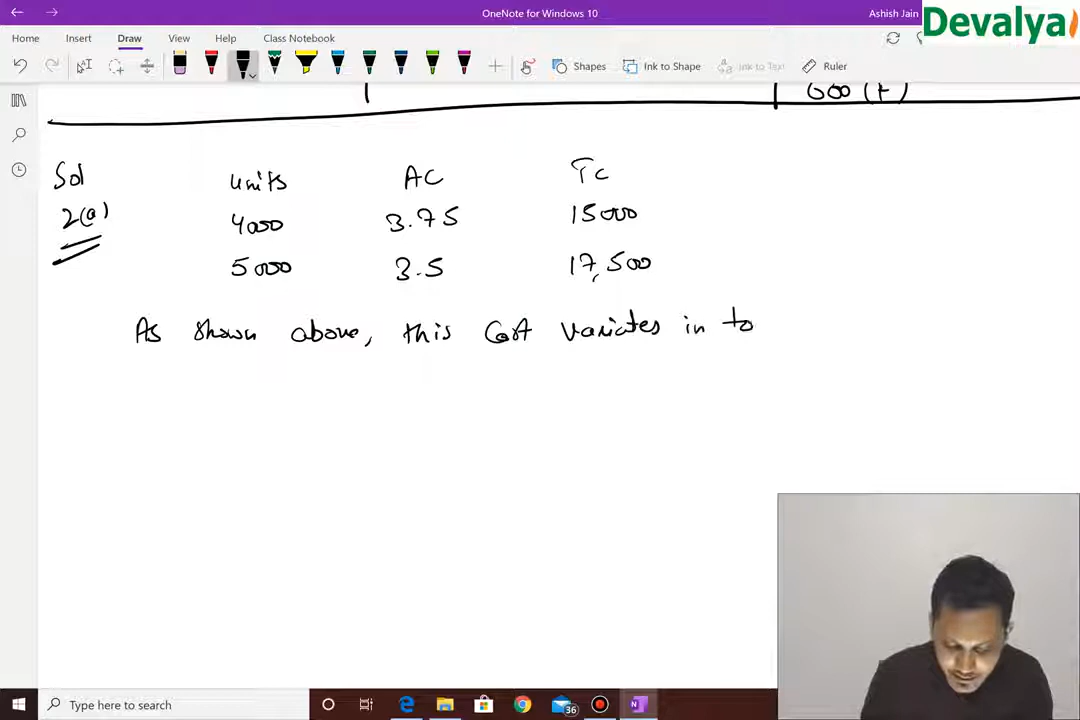 OneNote for Windows 10
Ashish Jain
Devalya
Home Insert Draw View Help Class Notebook
Shapes Ink to Shape Ink to Text Ruler
600 (F)
Sol Units AC TC
2(a) 4000 3.75 15000
5000 3.5 17,500
As shown above, this cost variates in to
Type here to search
36